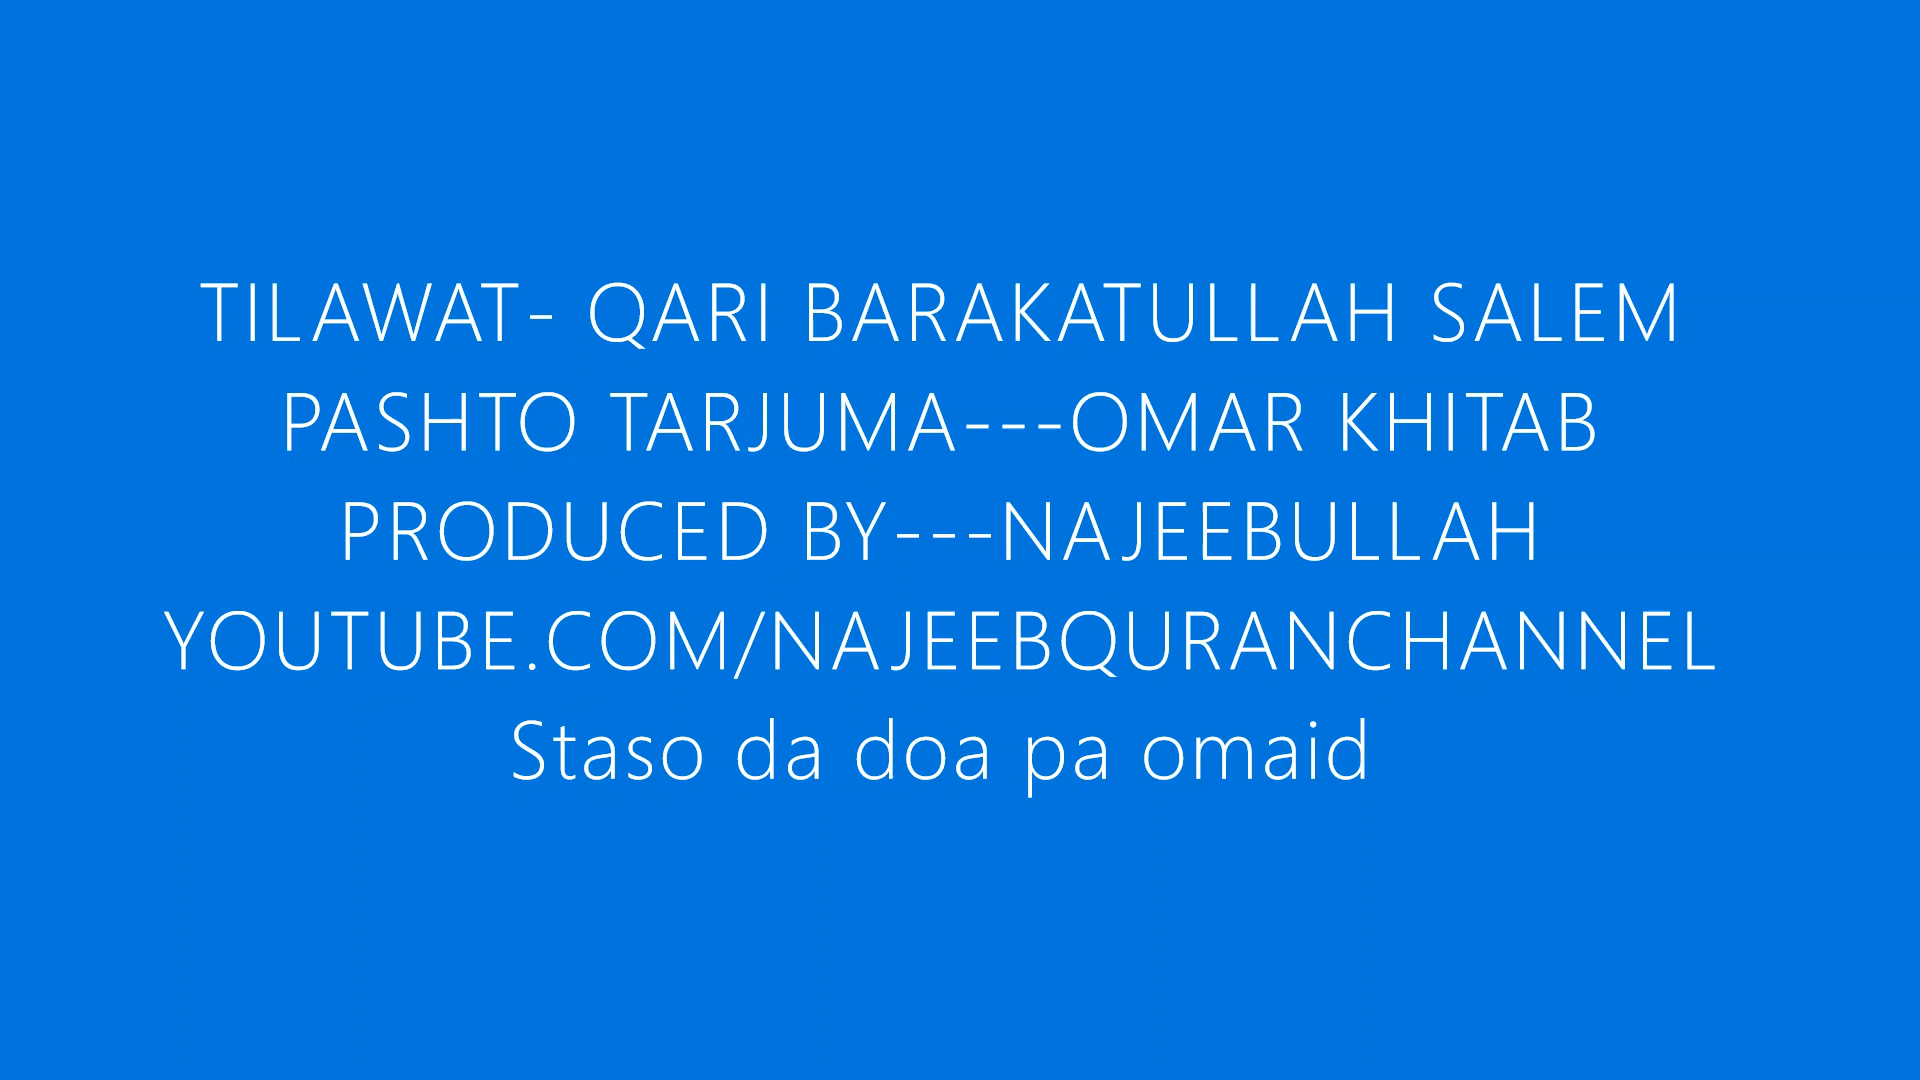 TILAWAT- QARI BARAKATULLAH SALEM
PASHTO TARJUMA---OMAR KHITAB
PRODUCED BY---NAJEEBULLAH
YOUTUBE.COM/NAJEEBQURANCHANNEL
Staso da doa pa omaid